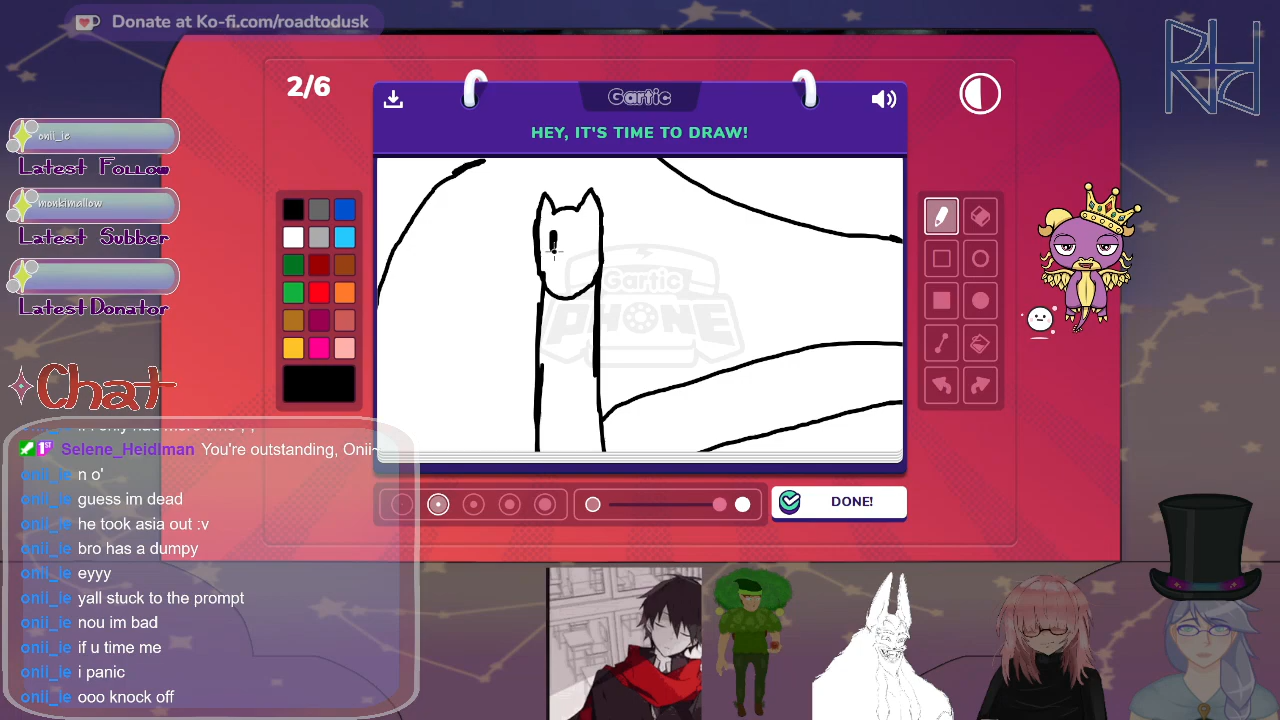 Donate at Ko-fi.com/roadtodusk
2/6
Gartic
HEY, IT'S TIME TO DRAW!
onii_ie
Latest Follow
monkimallow
Latest Subber
Latest Donator
Gartic
PHONE
Chat
Selene_Heidlman You're outstanding, Onii~
onii_ie n o'
onii_ie guess im dead
onii_ie he took asia out :v
onii_ie bro has a dumpy
onii_ie eyyy
onii_ie yall stuck to the prompt
onii_ie nou im bad
onii_ie if u time me
onii_ie i panic
onii_ie ooo knock off
DONE!